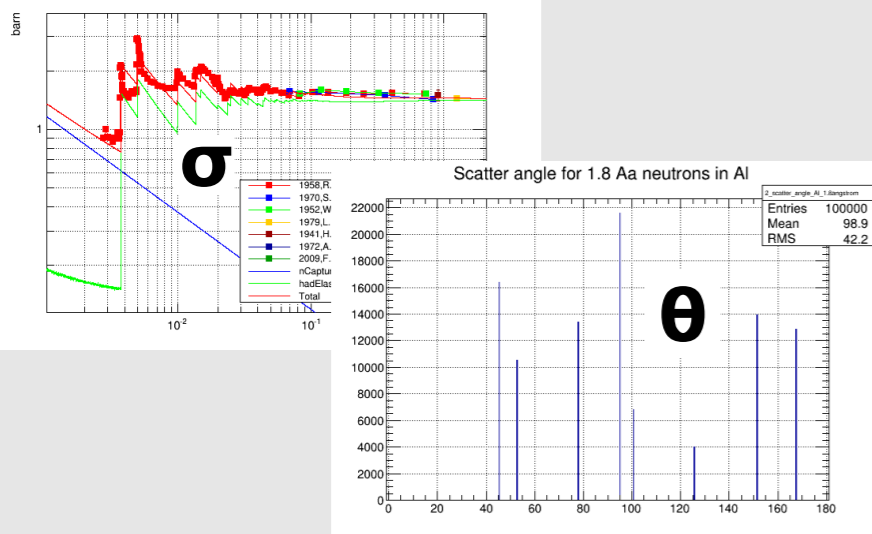 barn
1
σ
1958,R.
1970,S.
1952,W
1979,L.
1941,H.
1972,A.
2009,F.
nCaptu
hadElas
Total
10-2
10-1
Scatter angle for 1.8 Aa neutrons in Al
2_scatter_angle_Al_1.8angstrom
Entries 100000
Mean 98.9
RMS 42.2
22000
20000
18000
16000
14000
12000
10000
8000
6000
4000
2000
0
θ
0 20 40 60 80 100 120 140 160 180